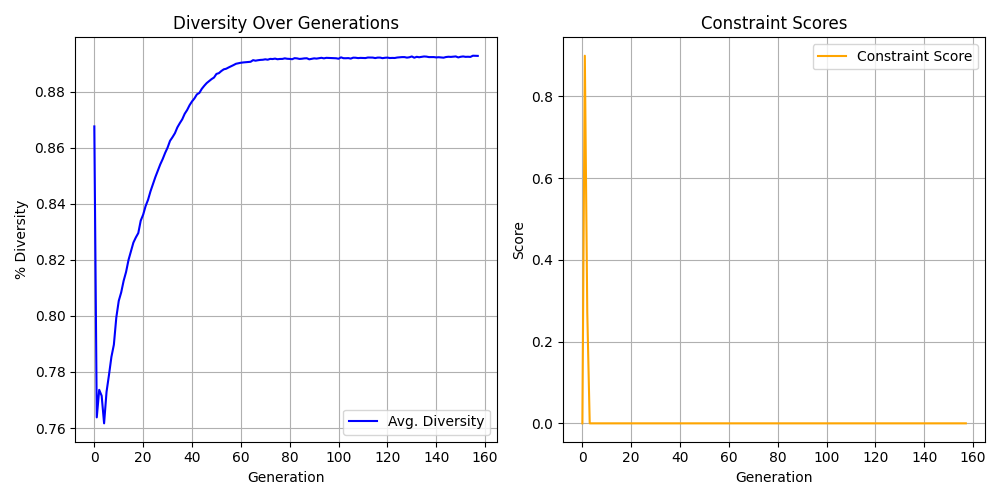 Diversity Over Generations
% Diversity
0.88
0.86
0.84
0.82
0.80
0.78
0.76
0 20 40 60 80 100 120 140 160
Generation
Avg. Diversity
Constraint Scores
Score
0.8
0.6
0.4
0.2
0.0
0 20 40 60 80 100 120 140 160
Generation
Constraint Score